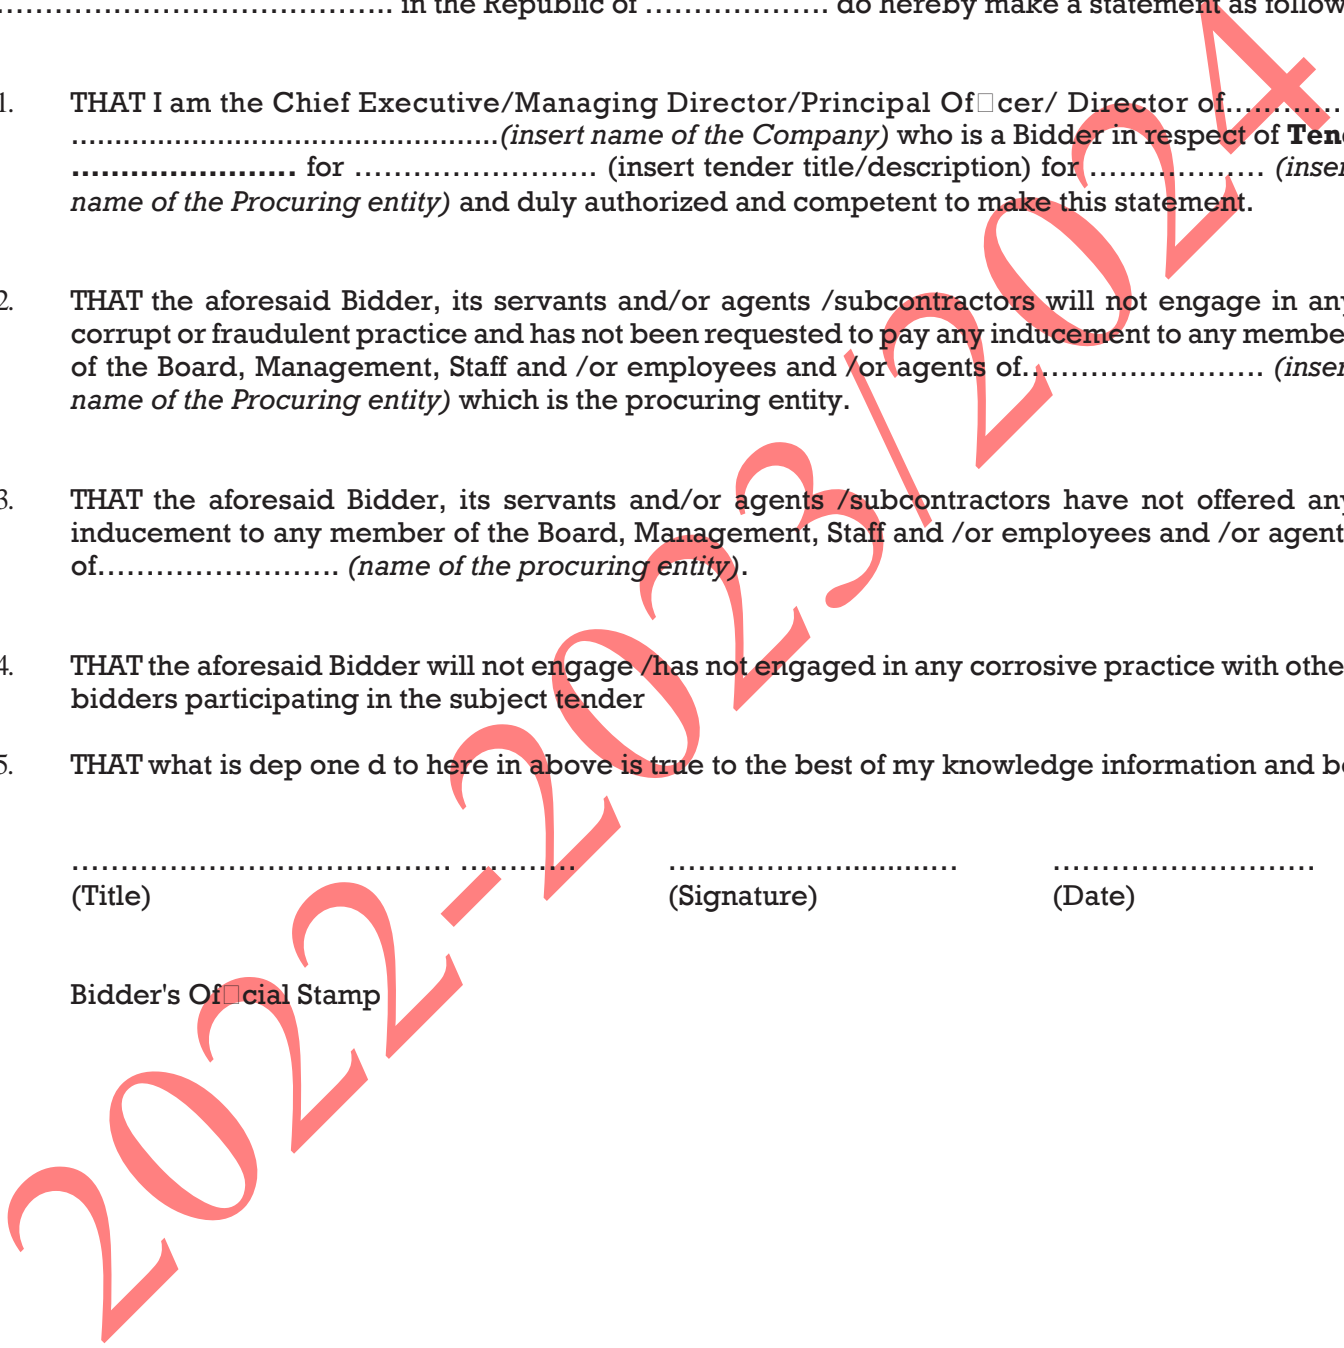 …………………………………….. in the Republic of ………………. do hereby make a statement as follow
1. THAT I am the Chief Executive/Managing Director/Principal Of□cer/ Director of…………
…………………………………………….(insert name of the Company) who is a Bidder in respect of Tend
………………….. for ……………………. (insert tender title/description) for ……………… (inser
name of the Procuring entity) and duly authorized and competent to make this statement.
2. THAT the aforesaid Bidder, its servants and/or agents /subcontractors will not engage in any
corrupt or fraudulent practice and has not been requested to pay any inducement to any membe
of the Board, Management, Staff and /or employees and /or agents of……………………. (inser
name of the Procuring entity) which is the procuring entity.
3. THAT the aforesaid Bidder, its servants and/or agents /subcontractors have not offered any
inducement to any member of the Board, Management, Staff and /or employees and /or agent
of……………………. (name of the procuring entity).
4. THAT the aforesaid Bidder will not engage /has not engaged in any corrosive practice with othe
bidders participating in the subject tender
5. THAT what is dep one d to here in above is true to the best of my knowledge information and be
………………………………… ………… ………………..........…. ………………………
(Title) (Signature) (Date)
Bidder's Of□cial Stamp
2022-2023/2024